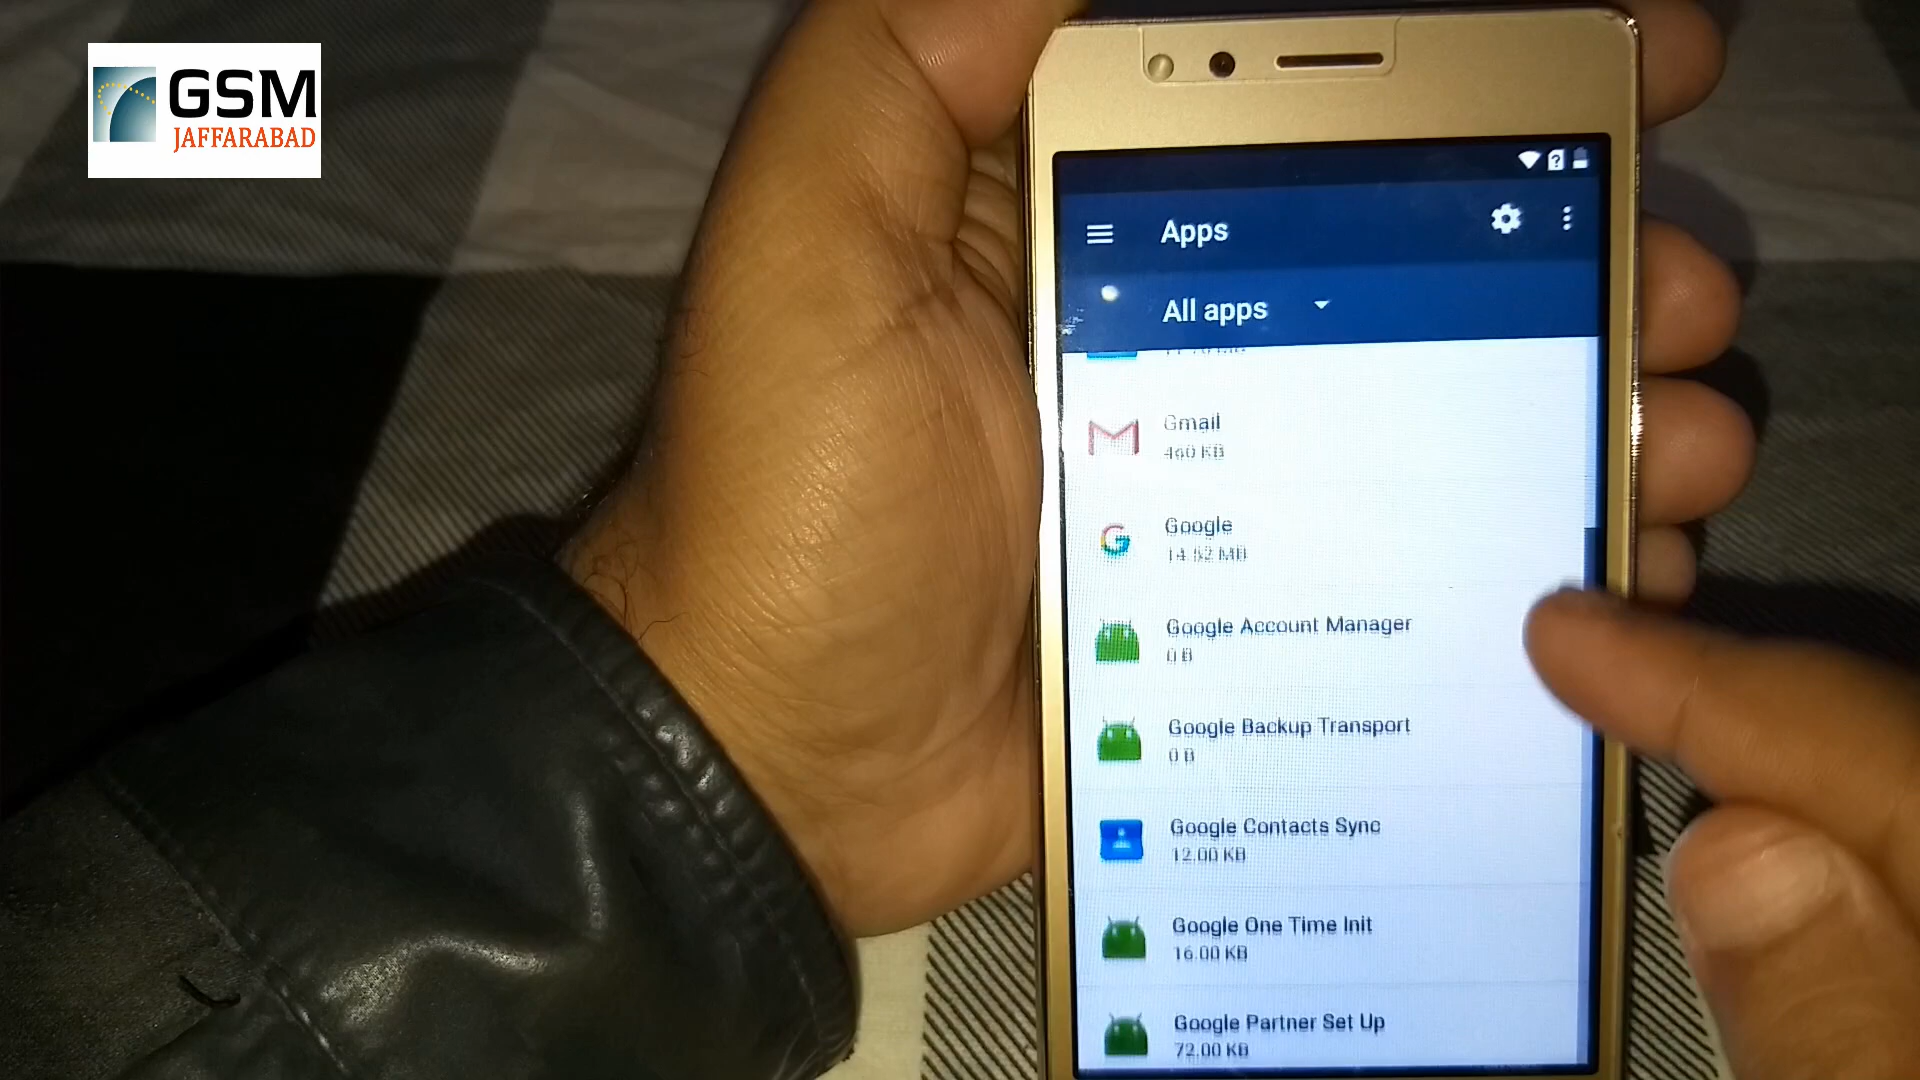 GSM
JAFFARABAD
Apps
All apps
Gmail
460 KB
Google
14.52 MB
Google Account Manager
0 B
Google Backup Transport
0 B
Google Contacts Sync
12.00 KB
Google One Time Init
16.00 KB
Google Partner Set Up
72.00 KB